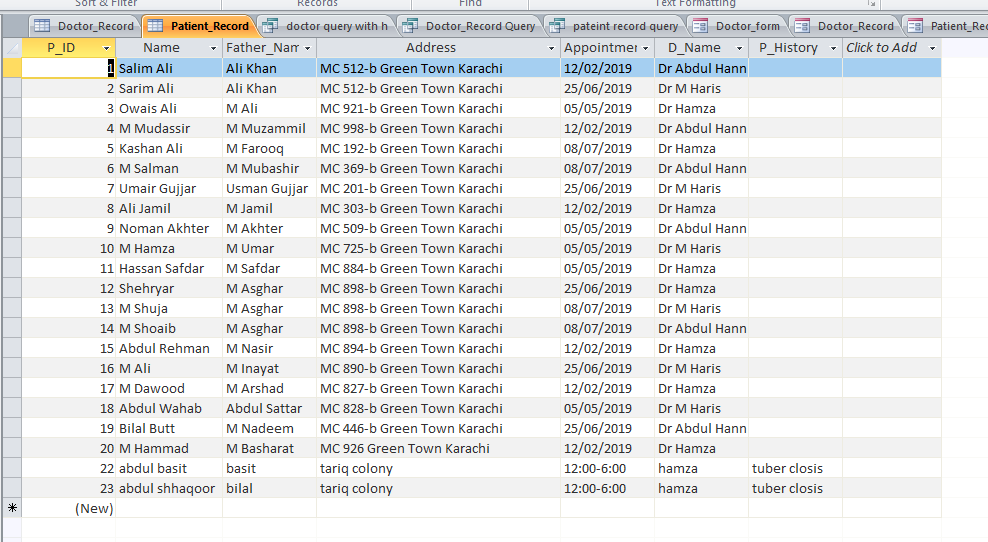 Sort & Filter Records Find Text Formatting
Doctor_Record Patient_Record doctor query with h Doctor_Record Query pateint record query Doctor_form Doctor_Record Patient_Rec
P_ID Name Father_Nam Address Appointmer D_Name P_History Click to Add
1 Salim Ali Ali Khan MC 512-b Green Town Karachi 12/02/2019 Dr Abdul Hann
2 Sarim Ali Ali Khan MC 512-b Green Town Karachi 25/06/2019 Dr M Haris
3 Owais Ali M Ali MC 921-b Green Town Karachi 05/05/2019 Dr Hamza
4 M Mudassir M Muzammil MC 998-b Green Town Karachi 12/02/2019 Dr Abdul Hann
5 Kashan Ali M Farooq MC 192-b Green Town Karachi 08/07/2019 Dr Hamza
6 M Salman M Mubashir MC 369-b Green Town Karachi 08/07/2019 Dr Abdul Hann
7 Umair Gujjar Usman Gujjar MC 201-b Green Town Karachi 25/06/2019 Dr M Haris
8 Ali Jamil M Jamil MC 303-b Green Town Karachi 12/02/2019 Dr Hamza
9 Noman Akhter M Akhter MC 509-b Green Town Karachi 05/05/2019 Dr Abdul Hann
10 M Hamza M Umar MC 725-b Green Town Karachi 05/05/2019 Dr M Haris
11 Hassan Safdar M Safdar MC 884-b Green Town Karachi 05/05/2019 Dr Hamza
12 Shehryar M Asghar MC 898-b Green Town Karachi 25/06/2019 Dr Hamza
13 M Shuja M Asghar MC 898-b Green Town Karachi 08/07/2019 Dr M Haris
14 M Shoaib M Asghar MC 898-b Green Town Karachi 08/07/2019 Dr Abdul Hann
15 Abdul Rehman M Nasir MC 894-b Green Town Karachi 12/02/2019 Dr Hamza
16 M Ali M Inayat MC 890-b Green Town Karachi 25/06/2019 Dr M Haris
17 M Dawood M Arshad MC 827-b Green Town Karachi 12/02/2019 Dr Hamza
18 Abdul Wahab Abdul Sattar MC 828-b Green Town Karachi 05/05/2019 Dr M Haris
19 Bilal Butt M Nadeem MC 446-b Green Town Karachi 25/06/2019 Dr Abdul Hann
20 M Hammad M Basharat MC 926 Green Town Karachi 12/02/2019 Dr Hamza
22 abdul basit basit tariq colony 12:00-6:00 hamza tuber closis
23 abdul shhaqoor bilal tariq colony 12:00-6:00 hamza tuber closis
(New)